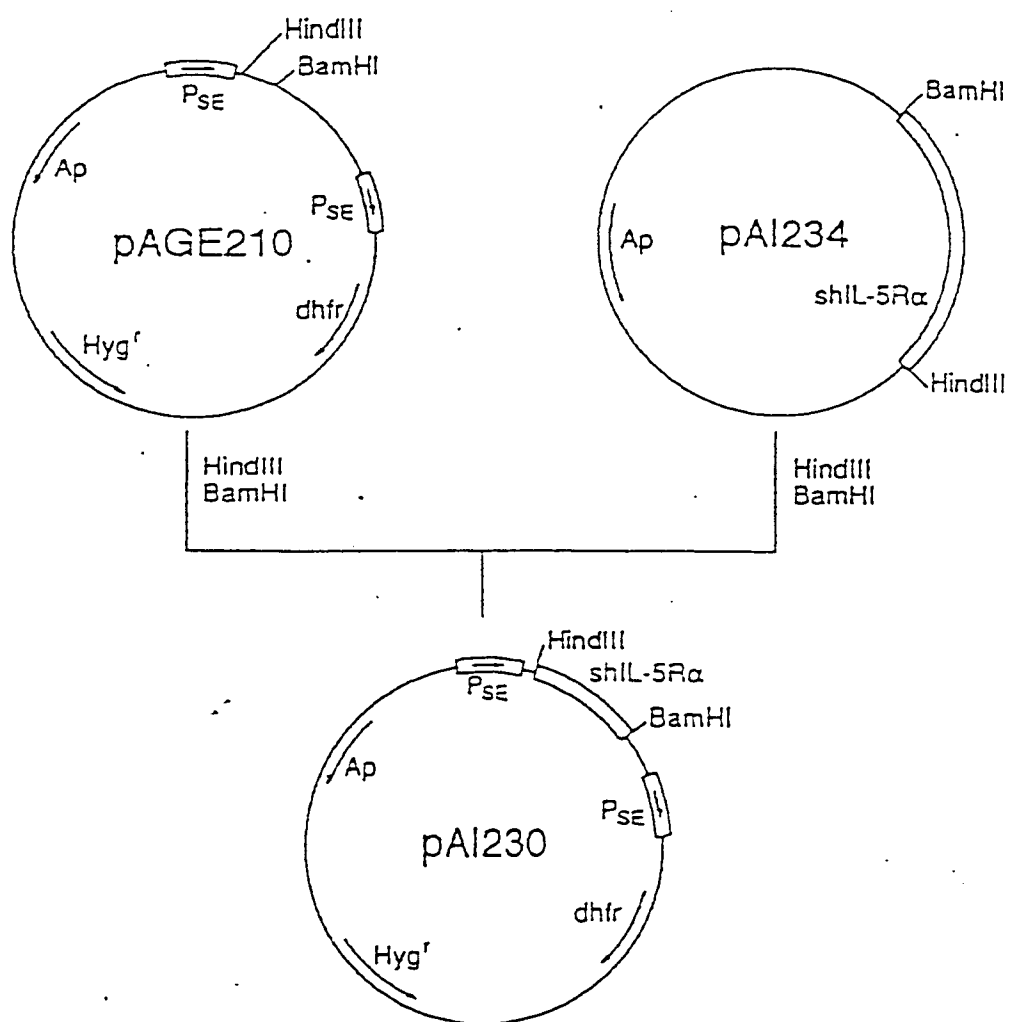 HindIII
BamHI
PSE
Ap
PSE
pAGE210
dhfr
Hygr
BamHI
Ap
pAI234
shIL-5Rα
HindIII
HindIII
BamHI
HindIII
BamHI
HindIII
shIL-5Rα
PSE
BamHI
Ap
PSE
pAI230
dhfr
Hygr